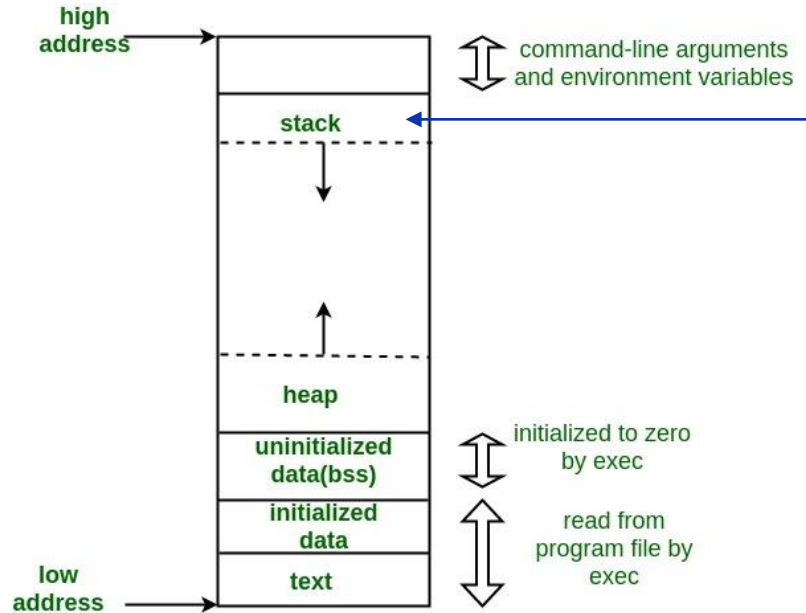 high
address
command-line arguments
and environment variables
stack
heap
uninitialized
data(bss)
initialized to zero
by exec
initialized
data
read from
program file by
exec
text
low
address